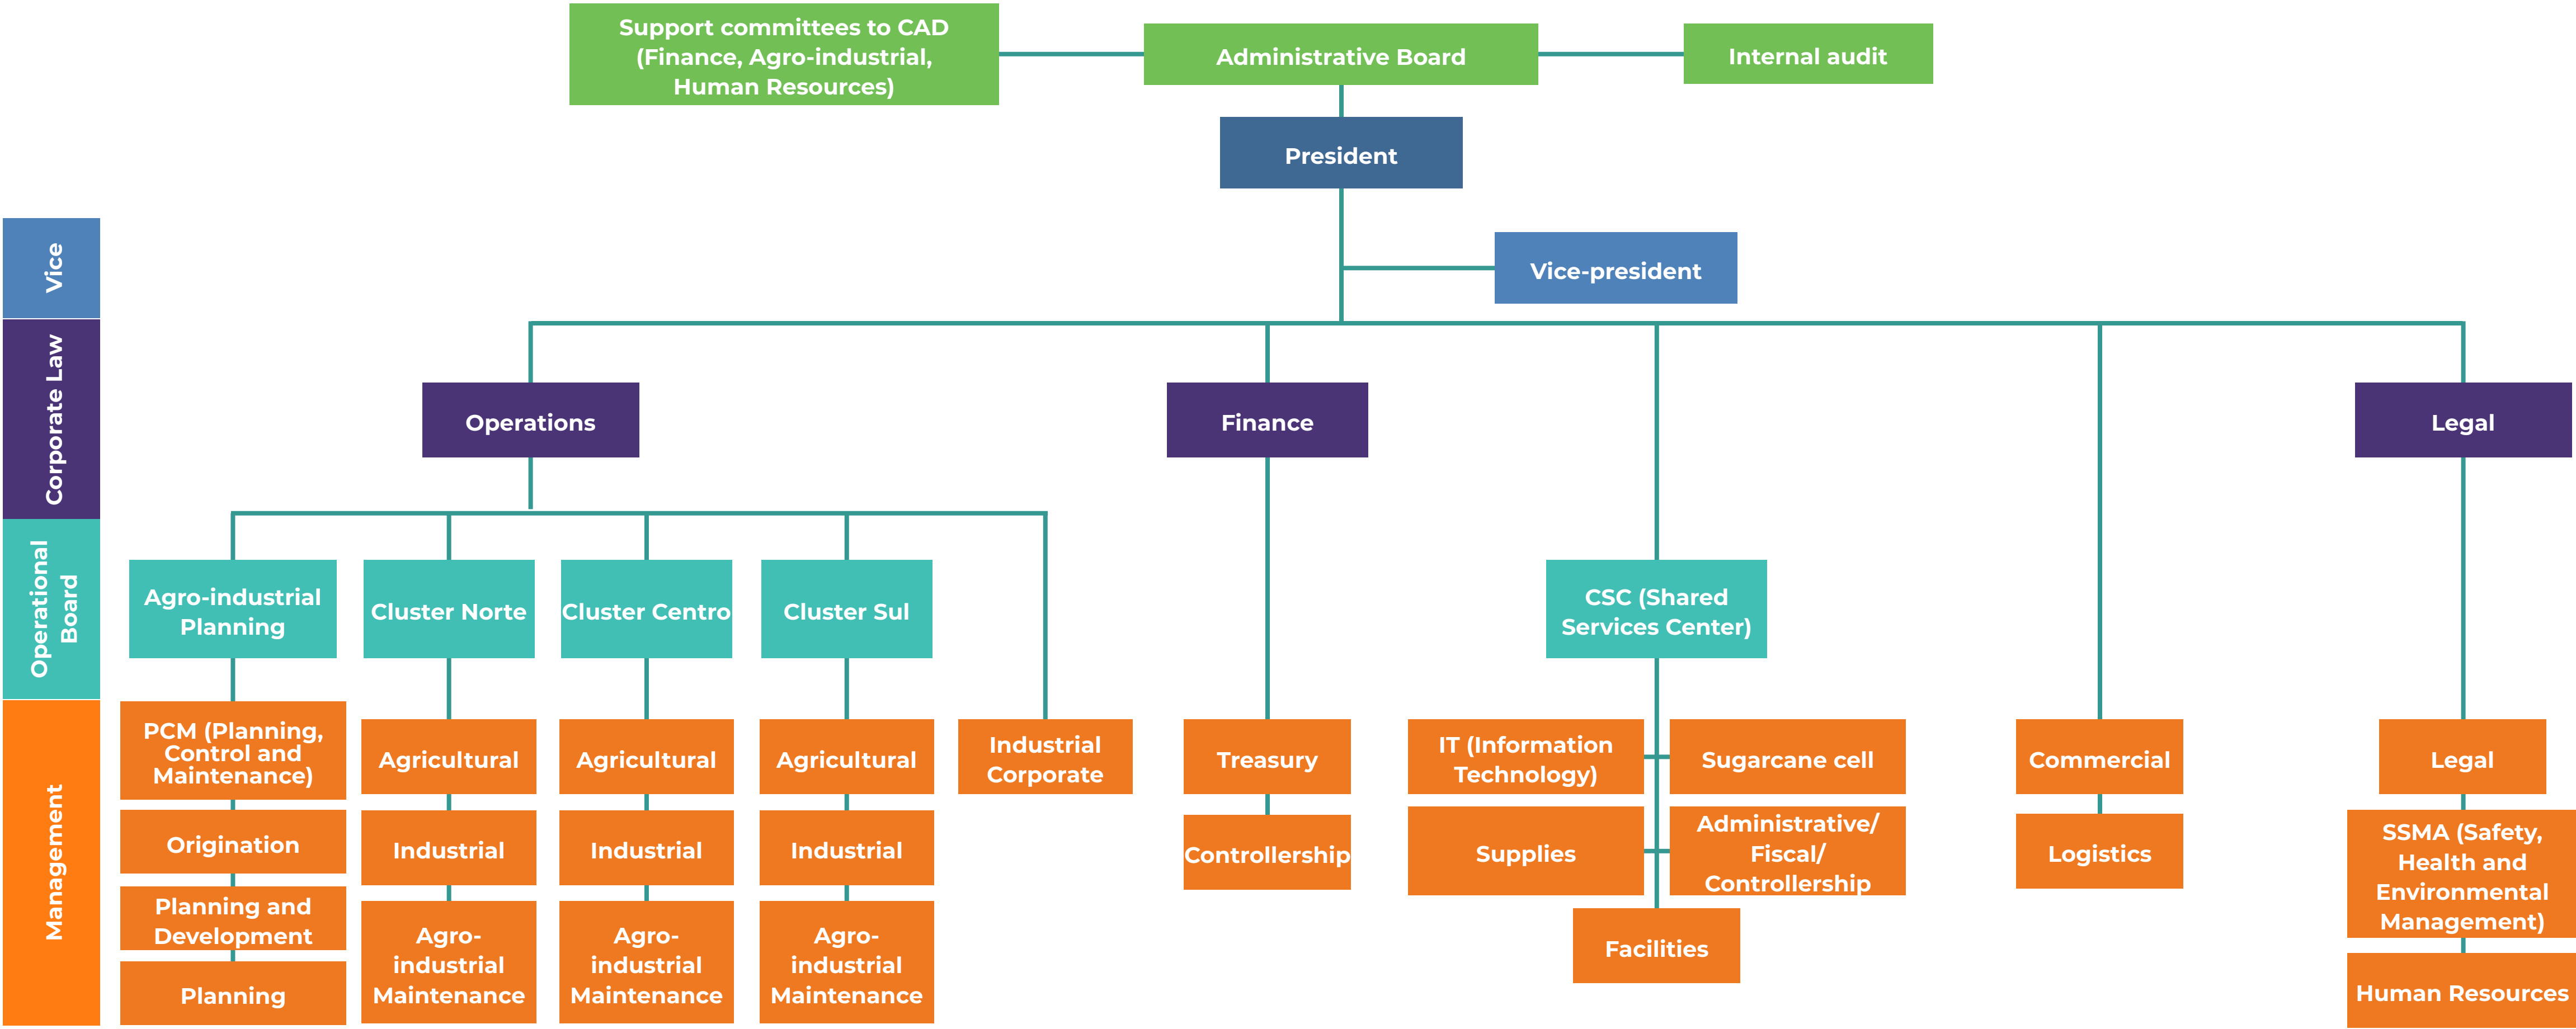 Support committees to CAD
(Finance, Agro-industrial,
Human Resources)
Administrative Board
Internal audit
President
Vice
Vice-president
Corporate Law
Operations
Finance
Legal
Operational
Board
Agro-industrial
Planning
Cluster Norte
Cluster Centro
Cluster Sul
CSC (Shared
Services Center)
Management
PCM (Planning,
Control and
Maintenance)
Origination
Planning and
Development
Planning
Agricultural
Industrial
Agro-
industrial
Maintenance
Agricultural
Industrial
Agro-
industrial
Maintenance
Agricultural
Industrial
Agro-
industrial
Maintenance
Industrial
Corporate
Treasury
Controllership
IT (Information
Technology)
Sugarcane cell
Supplies
Administrative/
Fiscal/
Controllership
Facilities
Commercial
Logistics
Legal
SSMA (Safety,
Health and
Environmental
Management)
Human Resources